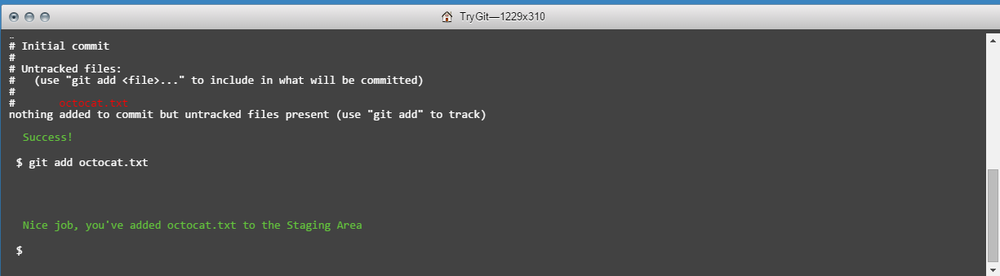 TryGit—1229x310
# Initial commit
#
# Untracked files:
#   (use "git add <file>..." to include in what will be committed)
#
#       octocat.txt
nothing added to commit but untracked files present (use "git add" to track)
Success!
$ git add octocat.txt
Nice job, you've added octocat.txt to the Staging Area
$